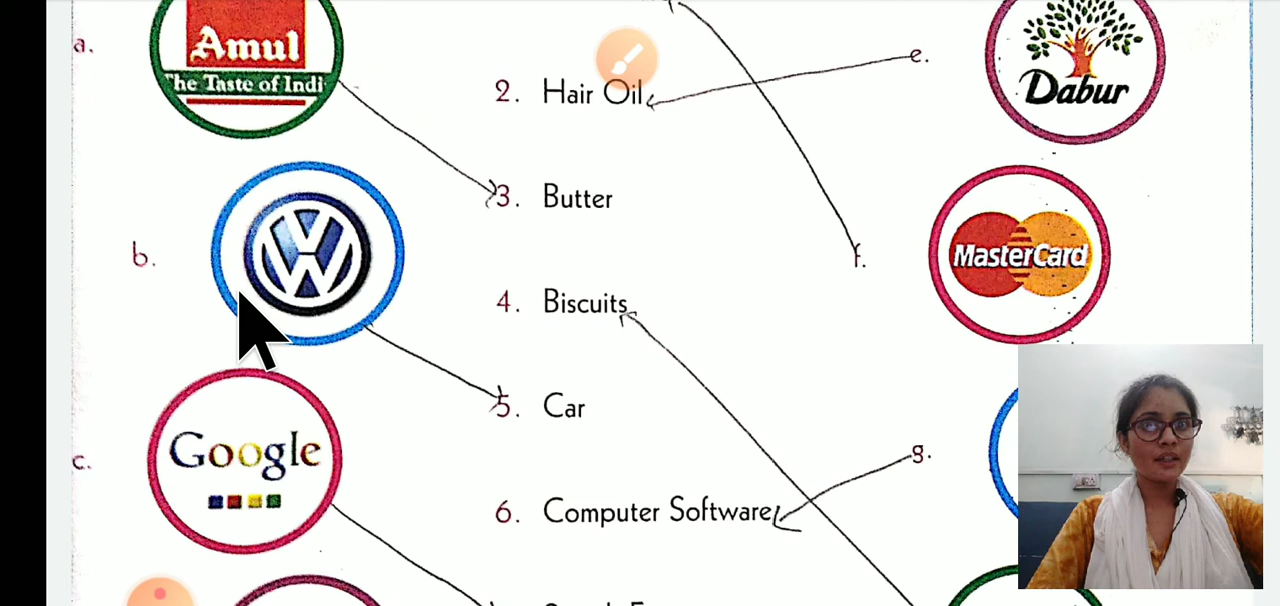 a.
Amul
The Taste of Indi
2. Hair Oil
e.
Dabur
3. Butter
b.
f.
MasterCard
4. Biscuits
5. Car
c.
Google
g.
6. Computer Software